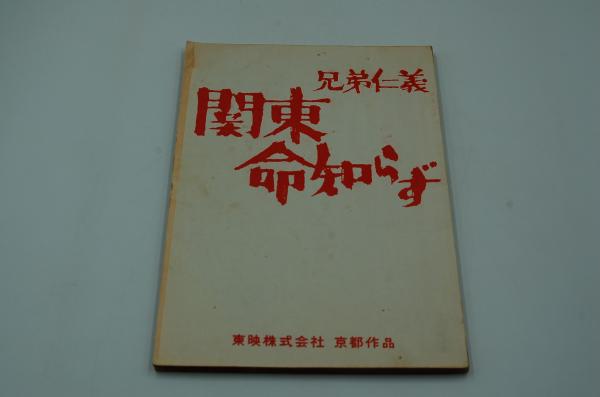 兄弟仁義
関東
命知らず
東映株式会社 京都作品